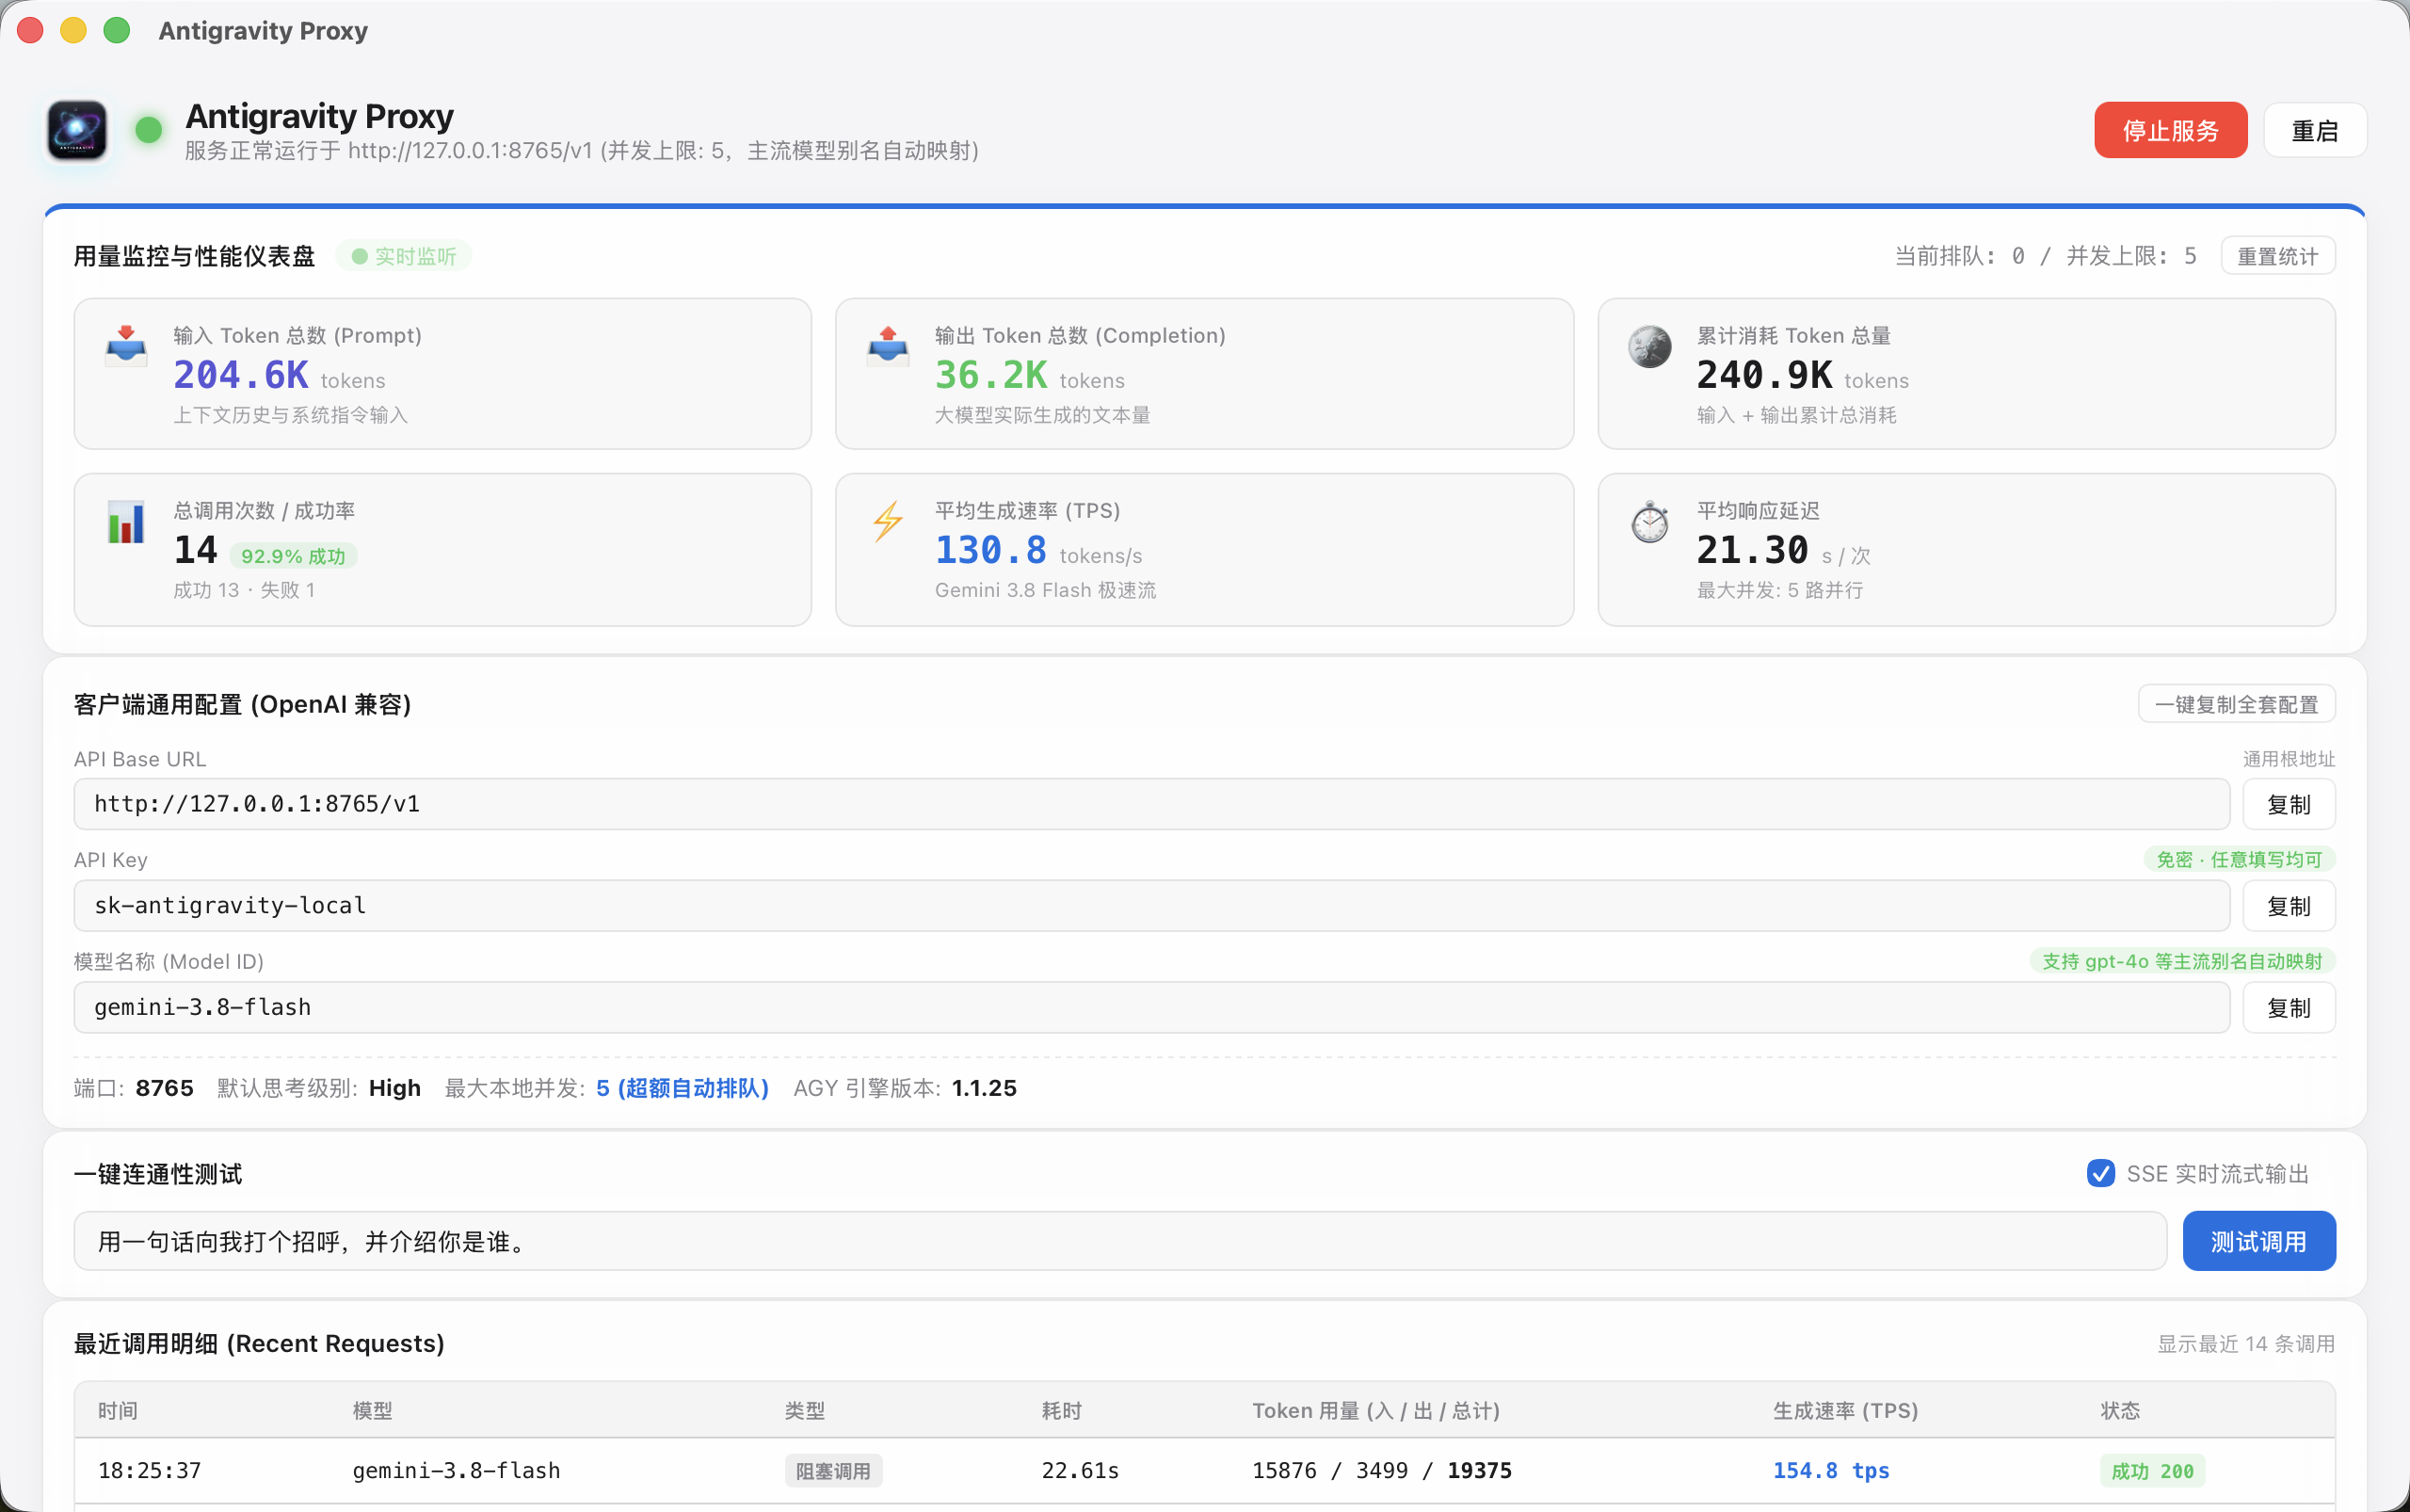 Antigravity Proxy
Antigravity Proxy
服务正常运行于 http://127.0.0.1:8765/v1 (并发上限: 5，主流模型别名自动映射)
停止服务
重启
用量监控与性能仪表盘
实时监听
当前排队: 0 / 并发上限: 5
重置统计
输入 Token 总数 (Prompt)
204.6K tokens
上下文历史与系统指令输入
输出 Token 总数 (Completion)
36.2K tokens
大模型实际生成的文本量
累计消耗 Token 总量
240.9K tokens
输入 + 输出累计总消耗
总调用次数 / 成功率
14 92.9% 成功
成功 13 · 失败 1
平均生成速率 (TPS)
130.8 tokens/s
Gemini 3.8 Flash 极速流
平均响应延迟
21.30 s / 次
最大并发: 5 路并行
客户端通用配置 (OpenAI 兼容)
一键复制全套配置
API Base URL
通用根地址
http://127.0.0.1:8765/v1
复制
API Key
免密 · 任意填写均可
sk-antigravity-local
复制
模型名称 (Model ID)
支持 gpt-4o 等主流别名自动映射
gemini-3.8-flash
复制
端口: 8765 默认思考级别: High 最大本地并发: 5 (超额自动排队) AGY 引擎版本: 1.1.25
一键连通性测试
SSE 实时流式输出
用一句话向我打个招呼，并介绍你是谁。
测试调用
最近调用明细 (Recent Requests)
显示最近 14 条调用
时间 模型 类型 耗时 Token 用量 (入 / 出 / 总计) 生成速率 (TPS) 状态
18:25:37 gemini-3.8-flash 阻塞调用 22.61s 15876 / 3499 / 19375 154.8 tps 成功 200